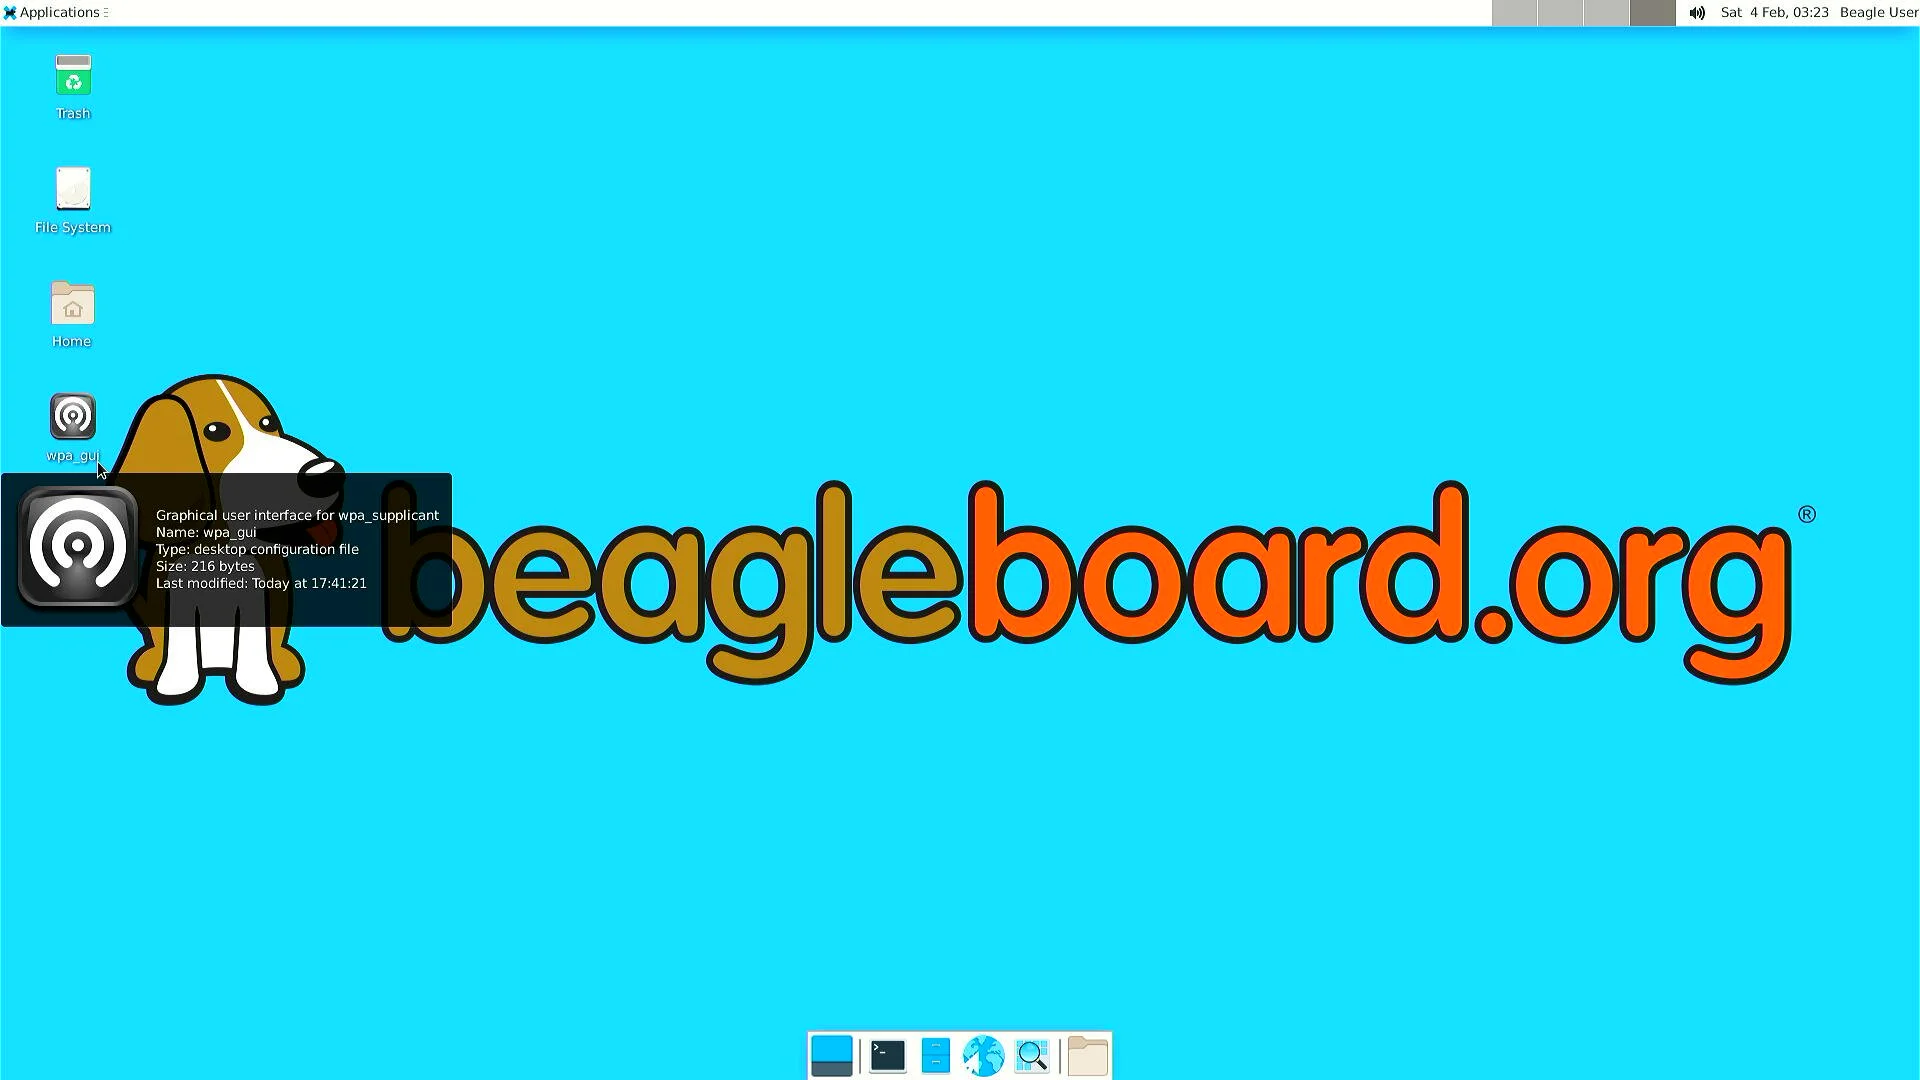 Applications
Sat 4 Feb, 03:23 Beagle User
Trash
File System
Home
wpa_gui
Graphical user interface for wpa_supplicant
Name: wpa_gui
Type: desktop configuration file
Size: 216 bytes
Last modified: Today at 17:41:21
beagleboard.org
®